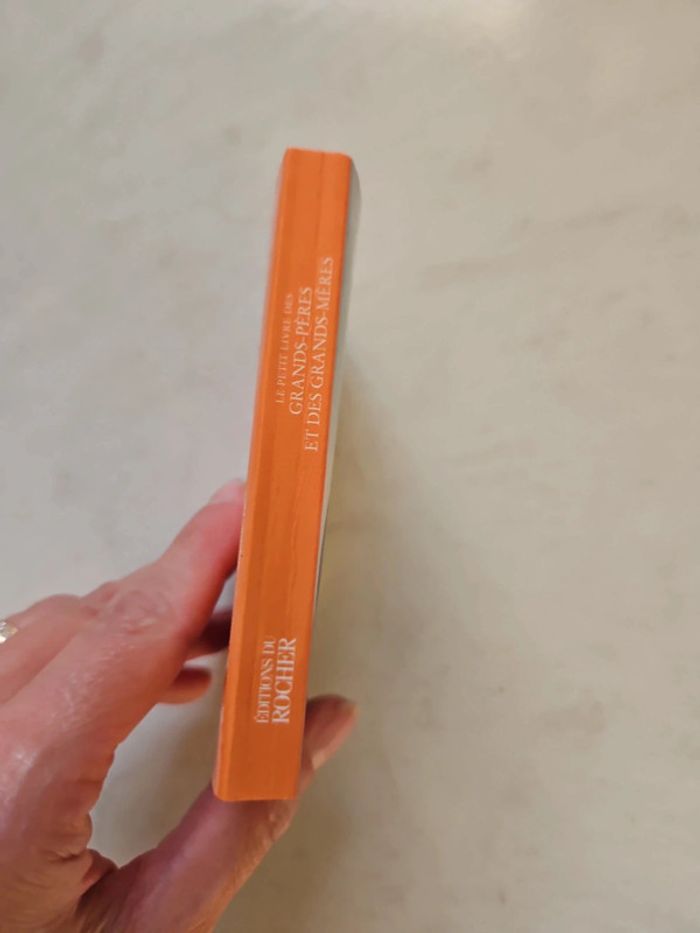 LE PETIT LIVRE DES
GRANDS-PÈRES
ET DES GRANDS-MÈRES
ÉDITIONS DU
ROCHER